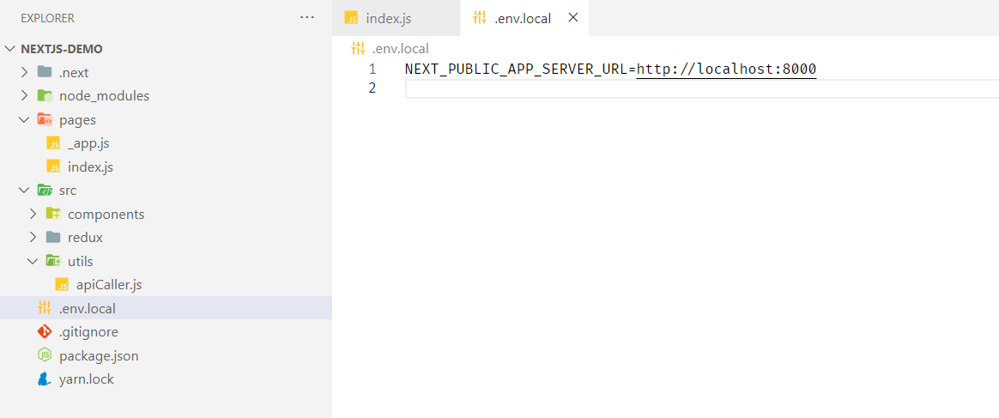 EXPLORER
NEXTJS-DEMO
.next
node_modules
pages
_app.js
index.js
src
components
redux
utils
apiCaller.js
.env.local
.gitignore
package.json
yarn.lock
index.js
.env.local
.env.local
1 NEXT_PUBLIC_APP_SERVER_URL=http://localhost:8000
2